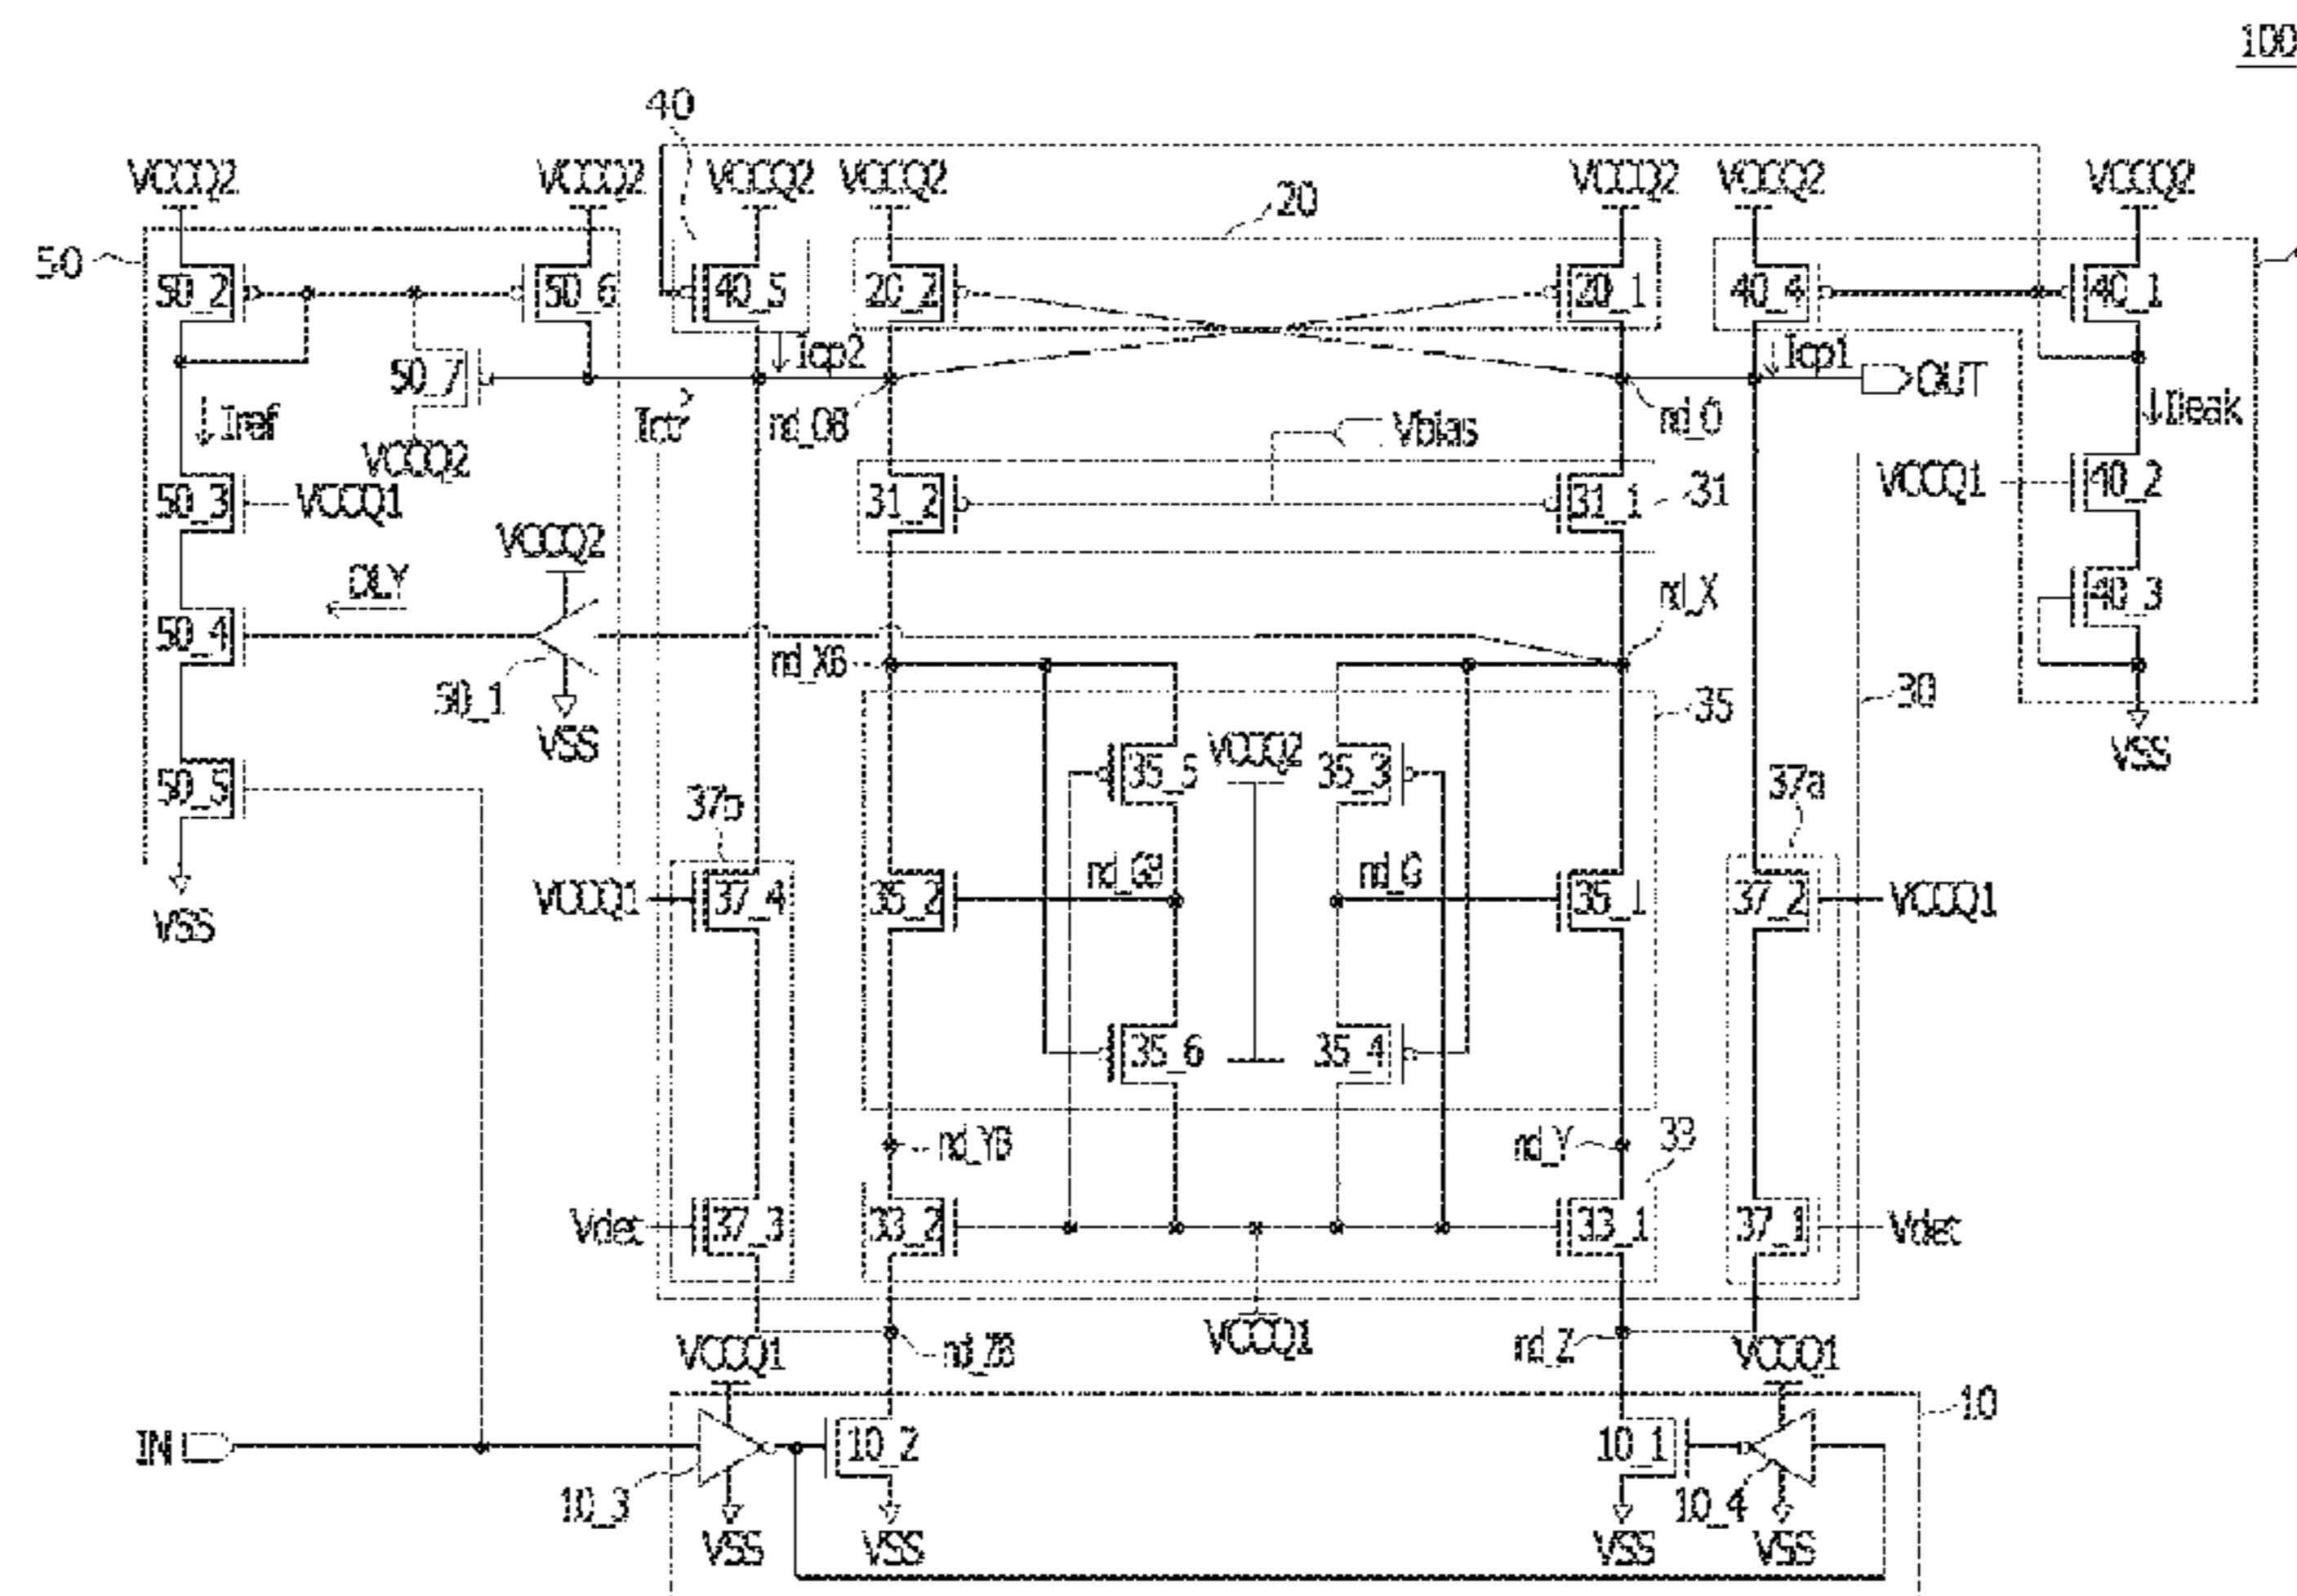 100
40
VCCQ2 VCCQ2 VCCQ2 VCCQ2 VCCQ2 VCCQ2 VCCQ2
20
50
50_2 50_6 40_5 20_2 20_1 40_4 40_1
Icp2 Icp1
50_7 OUT
Iref Ictr nd_OB Vbias nd_O Ileak
VCCQ2
50_3 VCCQ1 31_2 31_1 31 VCCQ1 40_2
VCCQ2
DLY nd_X 40_3
50_4
nd_XB
50_1 35 30
VSS VSS
50_5 35_5 VCCQ2 35_3
37b 37a
nd_GB nd_G
VCCQ1 37_4 35_2 35_1 37_2 VCCQ1
VSS
35_6 35_4
nd_YB nd_Y 33
Vdet 37_3 33_2 33_1 37_1 Vdet
VCCQ1 nd_ZB VCCQ1 nd_Z VCCQ1
10
IN 10_2 10_1
10_3 10_4
VSS VSS VSS VSS